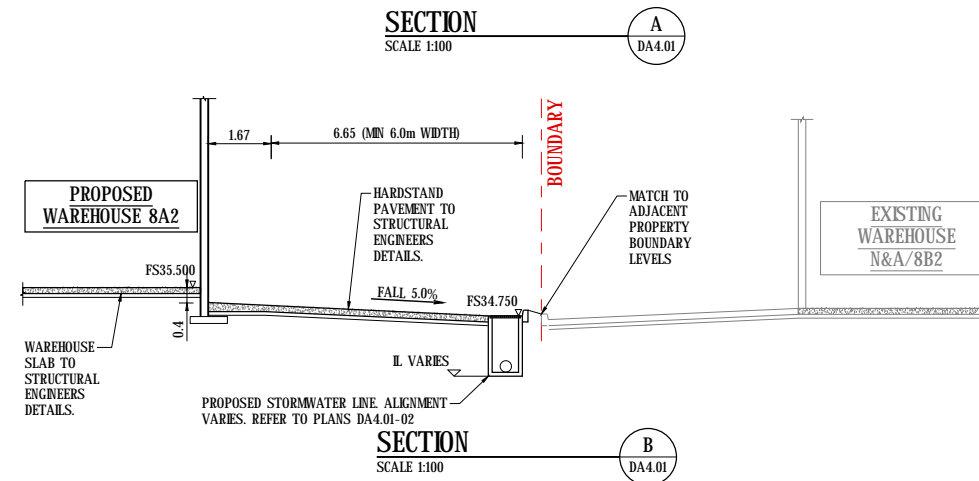 SECTION
SCALE 1:100
A
DA4.01
1.67
6.65 (MIN 6.0m WIDTH)
BOUNDARY
PROPOSED
WAREHOUSE 8A2
HARDSTAND
PAVEMENT TO
STRUCTURAL
ENGINEERS
DETAILS.
MATCH TO
ADJACENT
PROPERTY
BOUNDARY
LEVELS
EXISTING
WAREHOUSE
N&A/8B2
FS35.500
FALL 5.0%
FS34.750
0.4
WAREHOUSE
SLAB TO
STRUCTURAL
ENGINEERS
DETAILS.
IL VARIES
PROPOSED STORMWATER LINE. ALIGNMENT
VARIES. REFER TO PLANS DA4.01-02
SECTION
SCALE 1:100
B
DA4.01